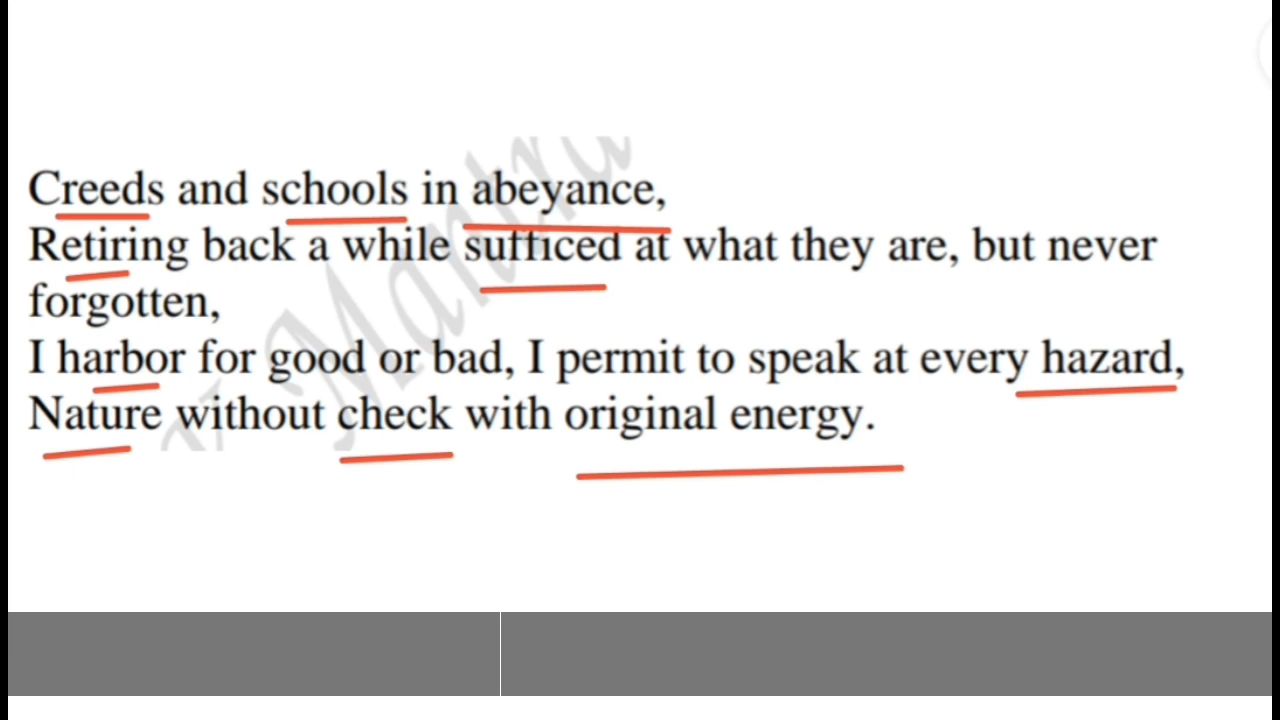 Creeds and schools in abeyance,
Retiring back a while sufficed at what they are, but never
forgotten,
I harbor for good or bad, I permit to speak at every hazard,
Nature without check with original energy.
Mantra